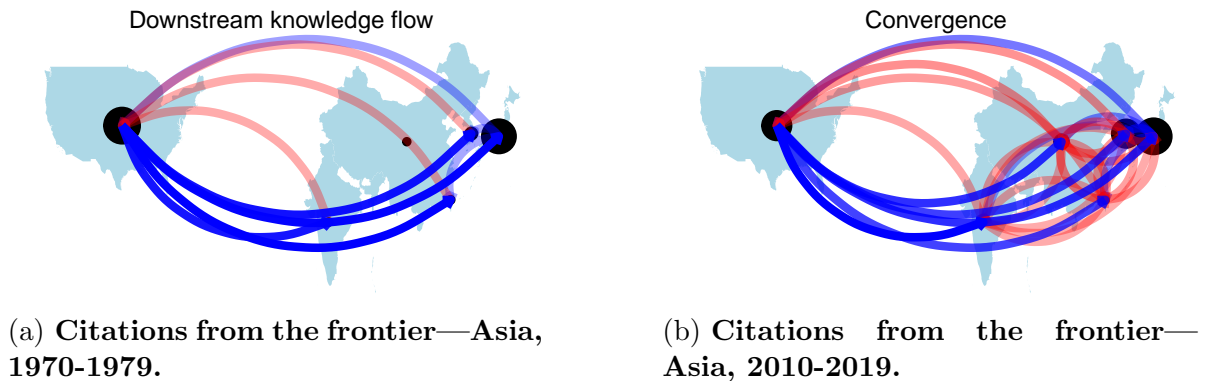 Downstream knowledge flow
Convergence
(a) Citations from the frontier—Asia,
1970-1979.
(b) Citations from the frontier—
Asia, 2010-2019.